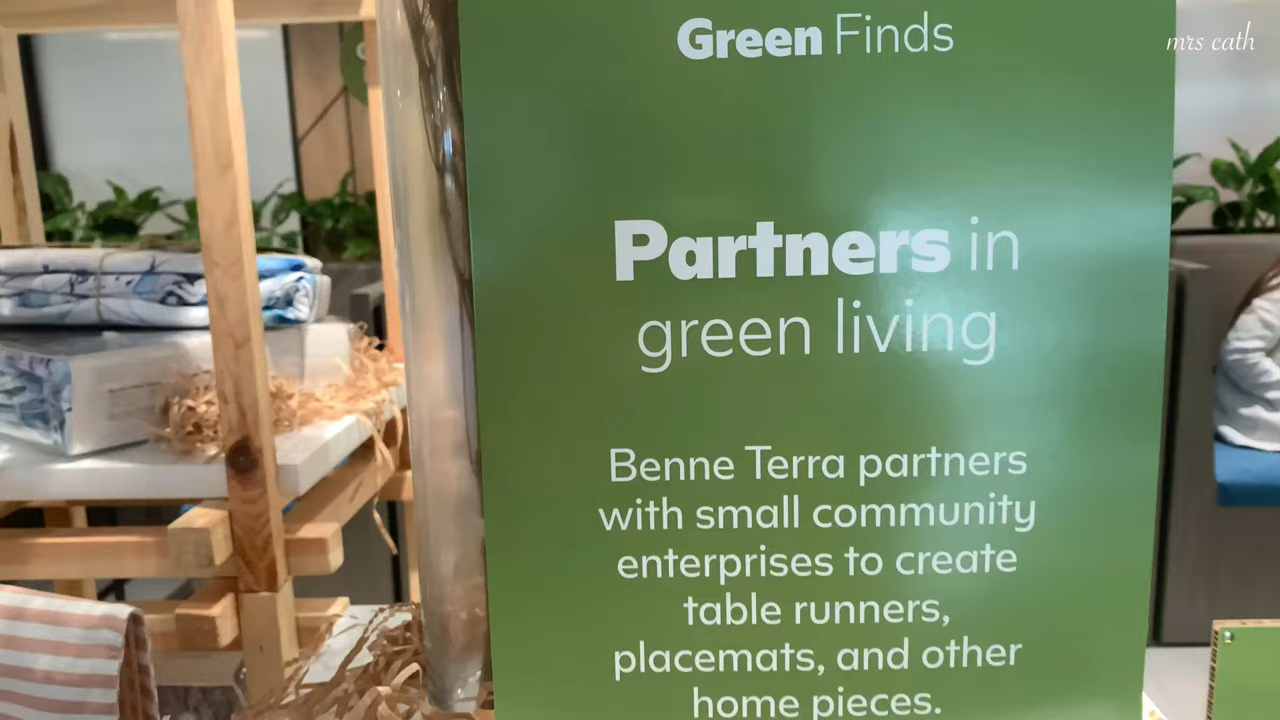 Green Finds
mrs cath
Partners in
green living
Benne Terra partners
with small community
enterprises to create
table runners,
placemats, and other
home pieces.